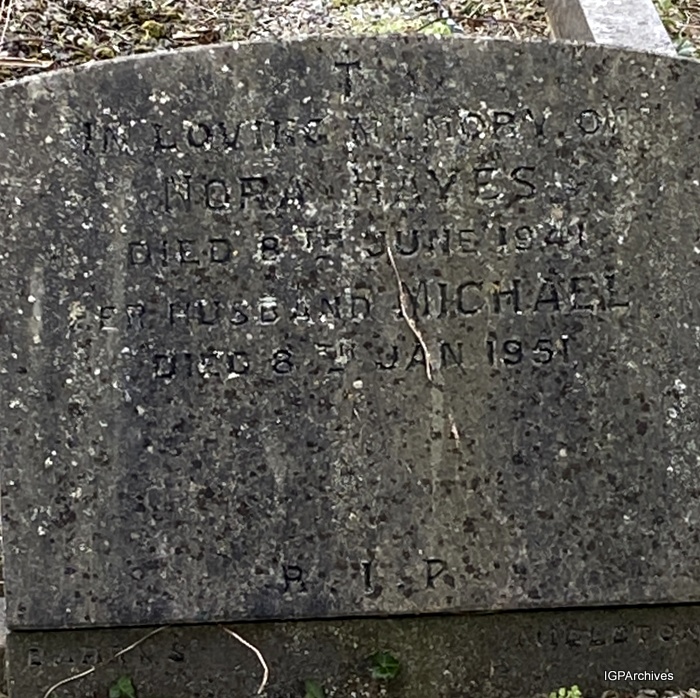 IN LOVING MEMORY OF
NORA HAYES
DIED 8TH JUNE 1941
HER HUSBAND MICHAEL
DIED 8TH JAN 1951
R. I. P.
IGPArchives